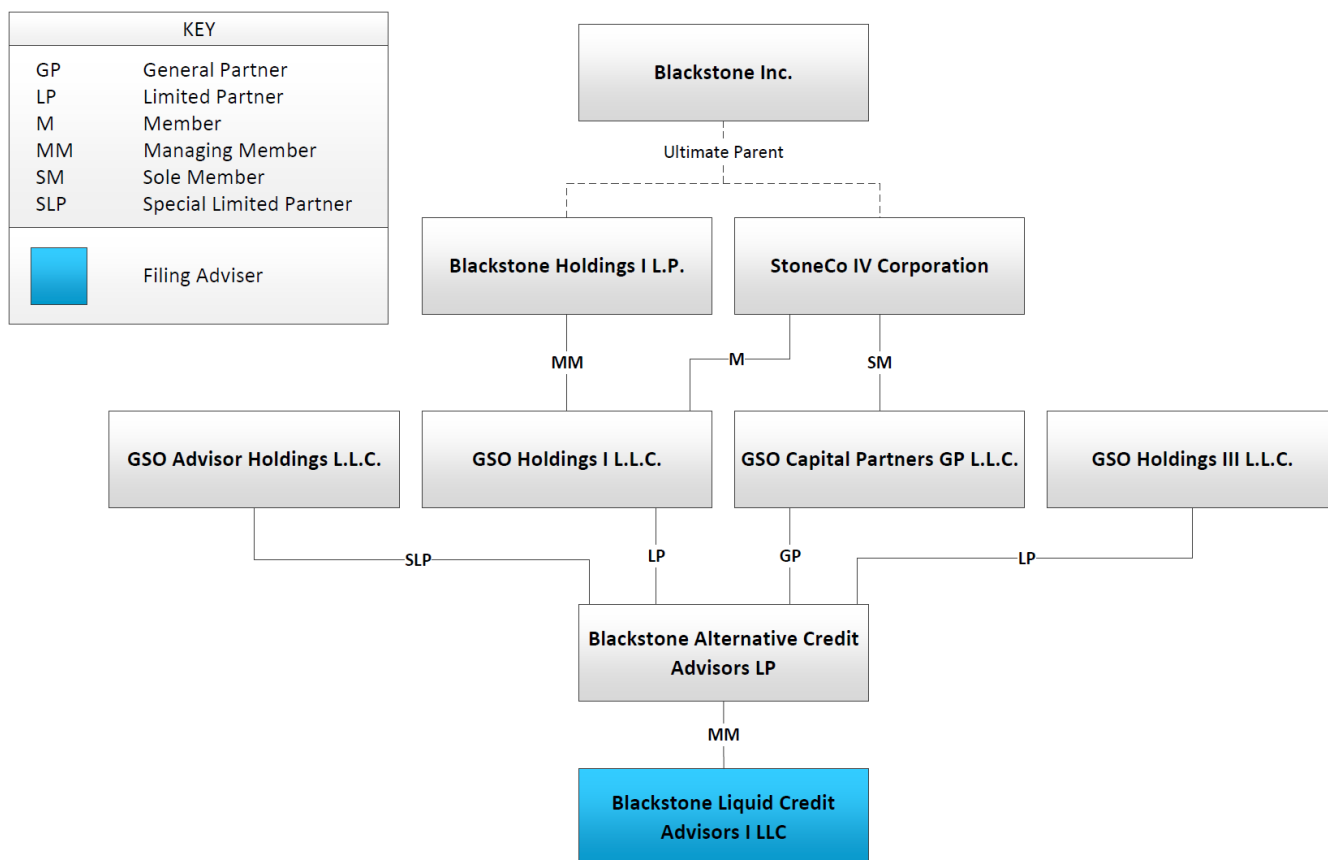 KEY
GP General Partner
LP Limited Partner
M Member
MM Managing Member
SM Sole Member
SLP Special Limited Partner
Filing Adviser
Blackstone Inc.
Ultimate Parent
Blackstone Holdings I L.P.
StoneCo IV Corporation
MM
M
SM
GSO Advisor Holdings L.L.C.
GSO Holdings I L.L.C.
GSO Capital Partners GP L.L.C.
GSO Holdings III L.L.C.
SLP
LP
GP
LP
Blackstone Alternative Credit
Advisors LP
MM
Blackstone Liquid Credit
Advisors I LLC